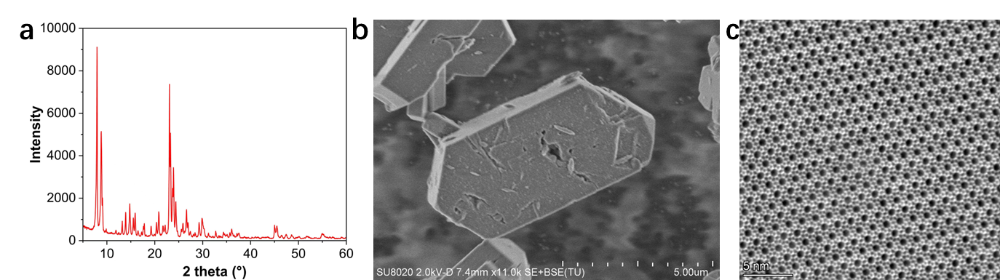 a
10000
8000
6000
4000
2000
0
Intensity
10
20
30
40
50
60
2 theta (°)
b
SU8020 2.0kV-D 7.4mm x11.0k SE+BSE(TU)
5.00um
c
5 nm